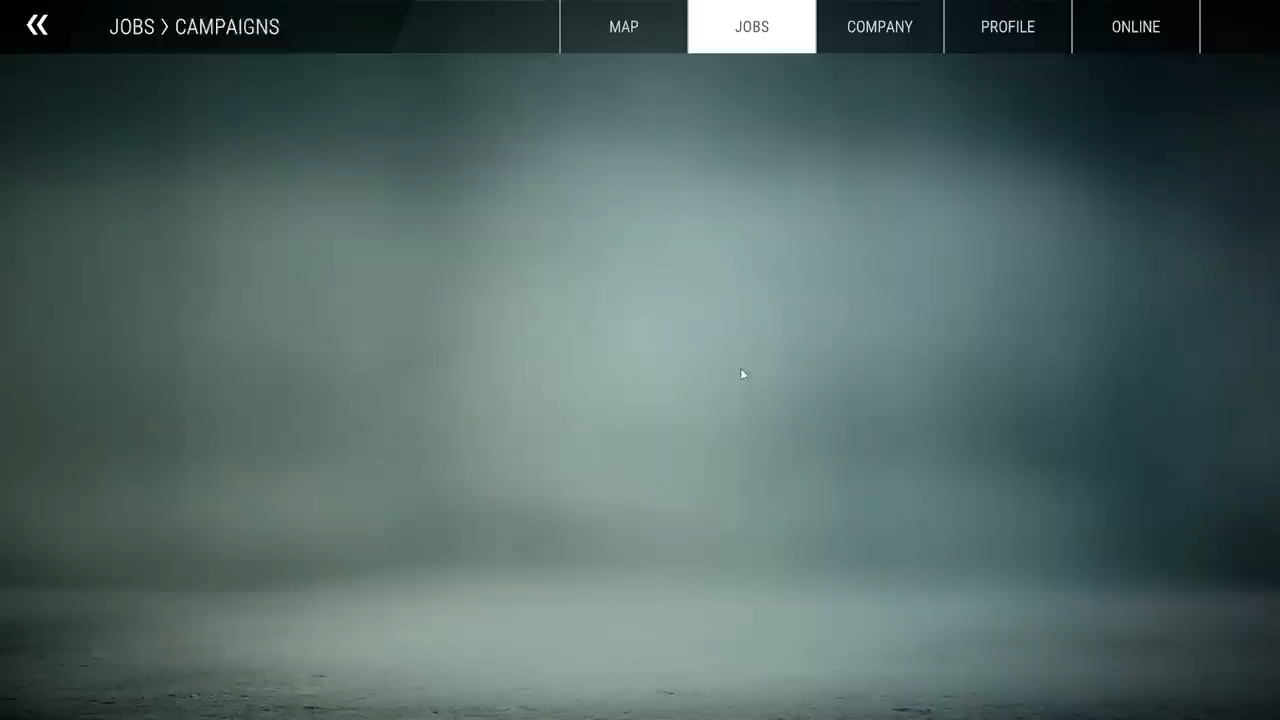 JOBS > CAMPAIGNS
MAP
JOBS
COMPANY
PROFILE
ONLINE